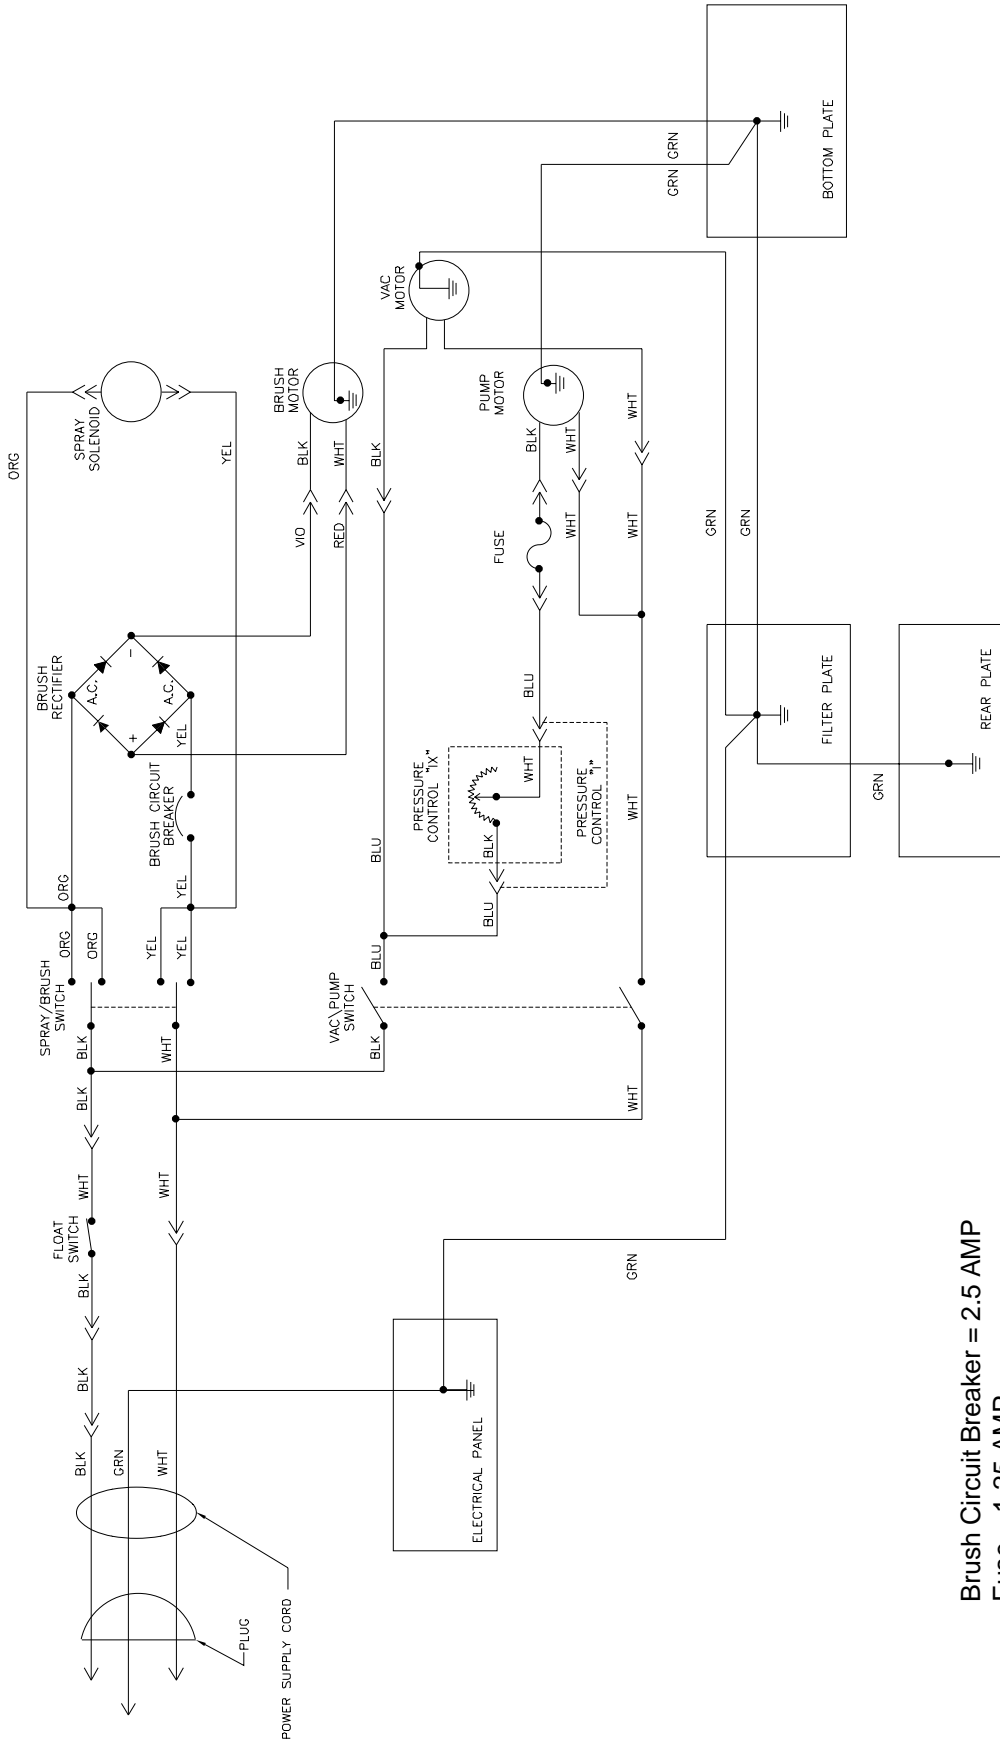 ORG
SPRAY/BRUSH
SWITCH
BRUSH
RECTIFIER
SPRAY
SOLENOID
FLOAT
SWITCH
BLK
BLK
BLK
WHT
BLK
BLK
ORG
ORG
ORG
A.C.
GRN
+
–
WHT
WHT
WHT
YEL
YEL
YEL
YEL
A.C.
BRUSH CIRCUIT
BREAKER
YEL
PLUG
POWER SUPPLY CORD
VIO
BLK
BRUSH
MOTOR
RED
WHT
VAC\PUMP
SWITCH
BLK
BLU
BLU
BLK
VAC
MOTOR
PRESSURE
CONTROL "IX"
BLU
BLK
WHT
BLU
PRESSURE
CONTROL "I"
FUSE
BLK
PUMP
MOTOR
WHT
WHT
WHT
WHT
WHT
WHT
ELECTRICAL PANEL
GRN
GRN
GRN
GRN
GRN
FILTER PLATE
BOTTOM PLATE
GRN
REAR PLATE
Brush Circuit Breaker = 2.5 AMP